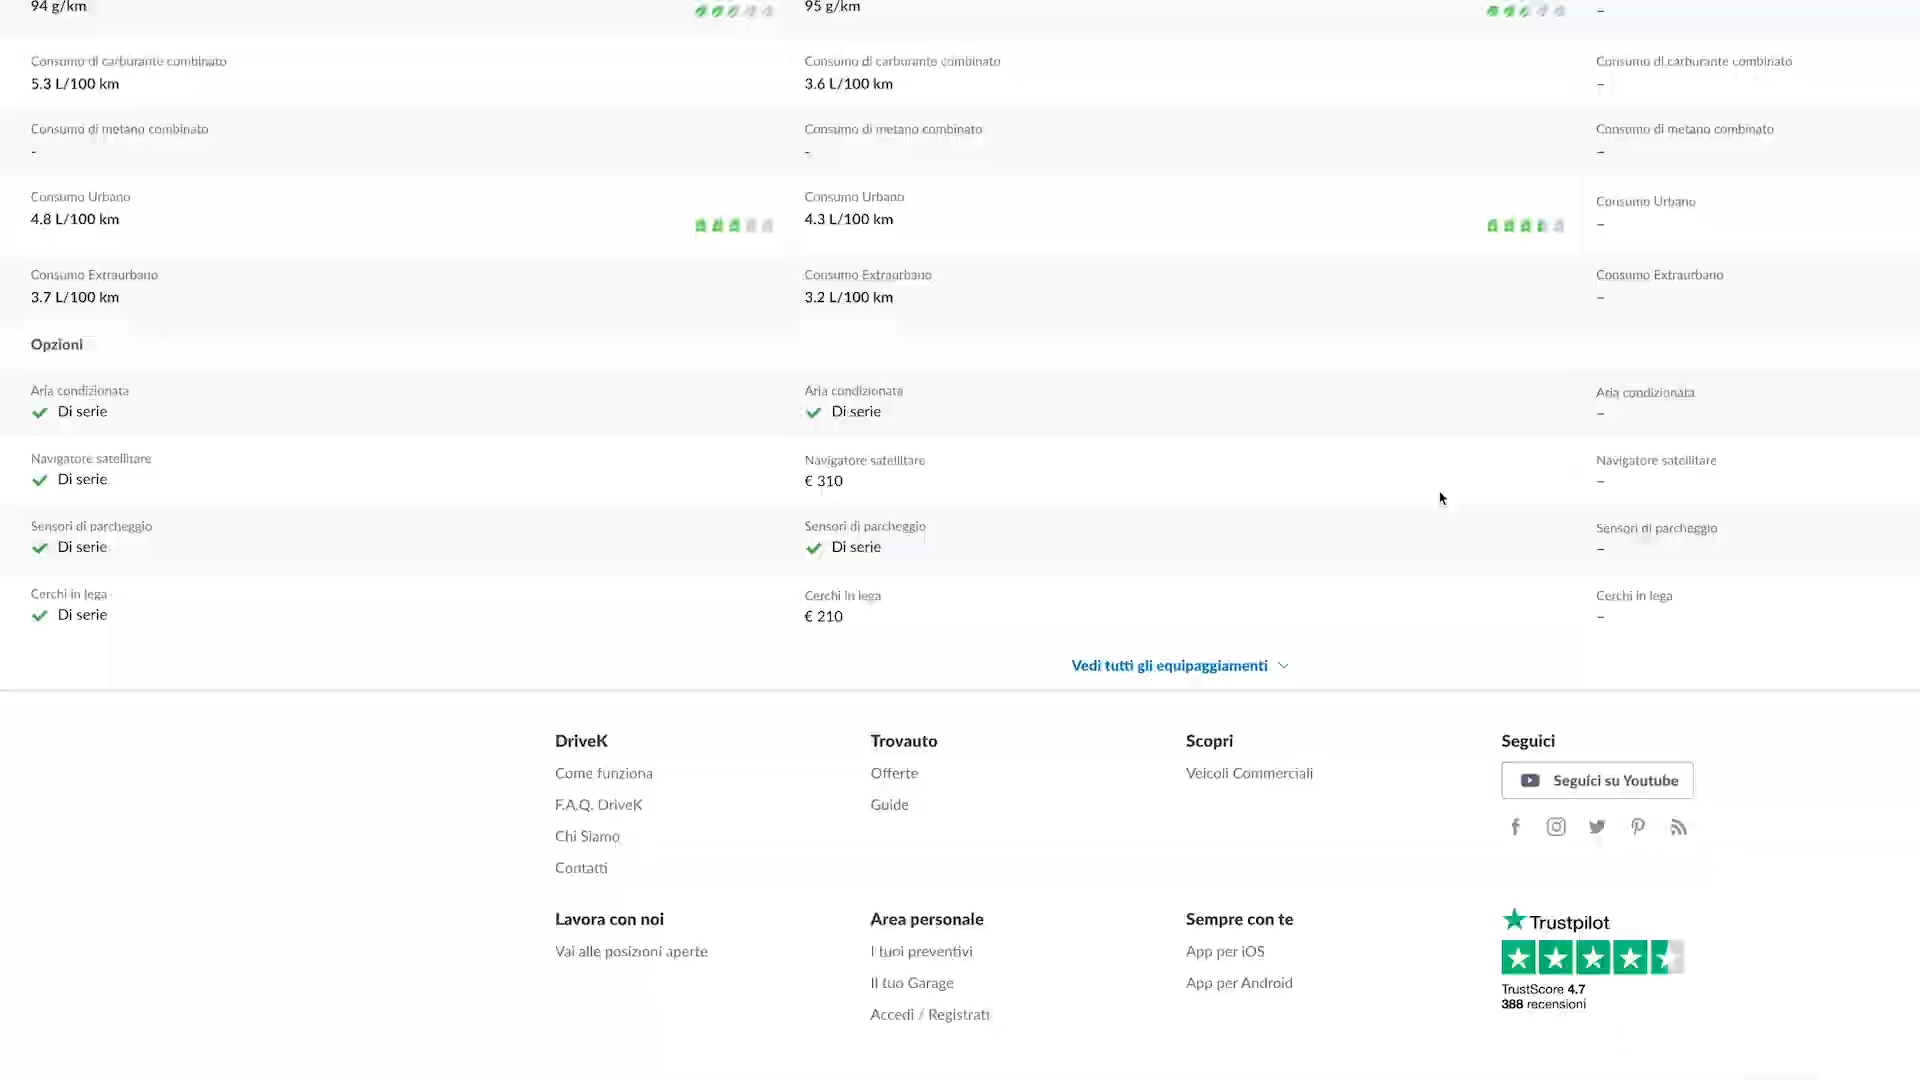 94 g/km 95 g/km –
Consumo di carburante combinato Consumo di carburante combinato Consumo di carburante combinato
5.3 L/100 km 3.6 L/100 km –
Consumo di metano combinato Consumo di metano combinato Consumo di metano combinato
- - –
Consumo Urbano Consumo Urbano Consumo Urbano
4.8 L/100 km 4.3 L/100 km –
Consumo Extraurbano Consumo Extraurbano Consumo Extraurbano
3.7 L/100 km 3.2 L/100 km –
Opzioni
Aria condizionata Aria condizionata Aria condizionata
Di serie Di serie –
Navigatore satellitare Navigatore satellitare Navigatore satellitare
Di serie € 310 –
Sensori di parcheggio Sensori di parcheggio Sensori di parcheggio
Di serie Di serie –
Cerchi in lega Cerchi in lega Cerchi in lega
Di serie € 210 –
Vedi tutti gli equipaggiamenti
DriveK Trovauto Scopri Seguici
Come funziona Offerte Veicoli Commerciali Seguici su Youtube
F.A.Q. DriveK Guide
Chi Siamo
Contatti
Lavora con noi Area personale Sempre con te Trustpilot
Vai alle posizioni aperte I tuoi preventivi App per iOS
Il tuo Garage App per Android TrustScore 4.7
388 recensioni
Accedi / Registrati